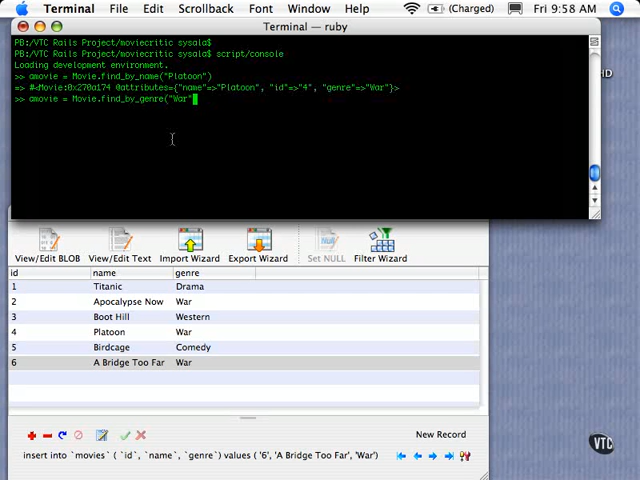 Terminal File Edit Scrollback Font Window Help (Charged) Fri 9:58 AM
Terminal — ruby
PB:/VTC Rails Project/moviecritic sysald$
PB:/VTC Rails Project/moviecritic sysald$ script/console
Loading development environment.
>> amovie = Movie.find_by_name("Platoon")
=> #<Movie:0x270a174 @attributes={"name"=>"Platoon", "id"=>"4", "genre"=>"War"}>
>> amovie = Movie.find_by_genre("War"
HD
View/Edit BLOB View/Edit Text Import Wizard Export Wizard Null Set NULL Filter Wizard
id name genre
1 Titanic Drama
2 Apocalypse Now War
3 Boot Hill Western
4 Platoon War
5 Birdcage Comedy
6 A Bridge Too Far War
New Record
insert into `movies` ( `id`, `name`, `genre`) values ( '6', 'A Bridge Too Far', 'War')
VTC